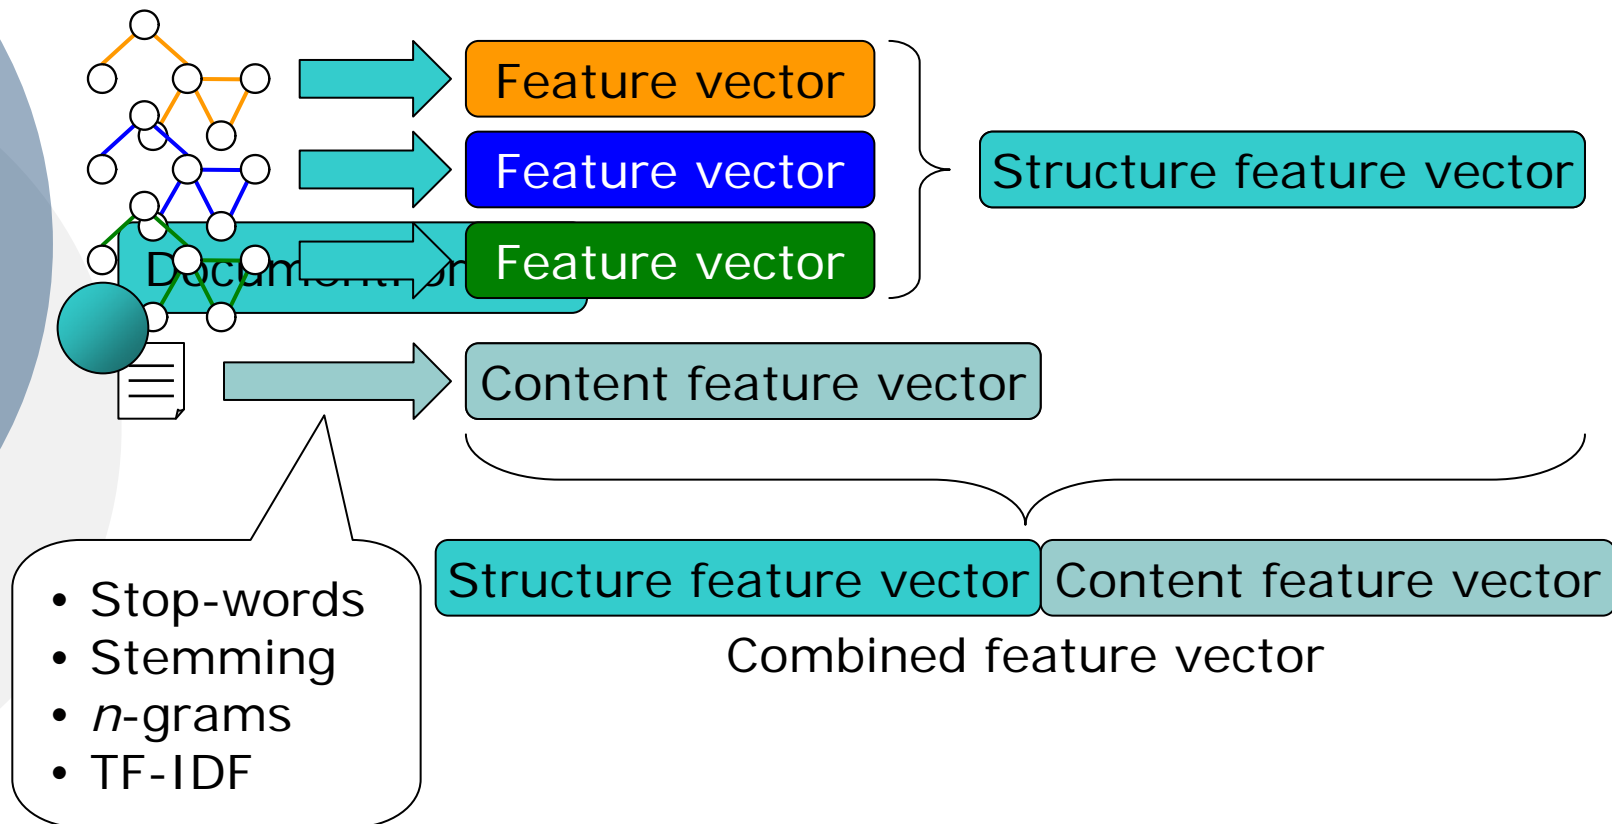 Feature vector
Feature vector
Structure feature vector
Feature vector
Content feature vector
• Stop-words
• Stemming
• n-grams
• TF-IDF
Structure feature vector Content feature vector
Combined feature vector